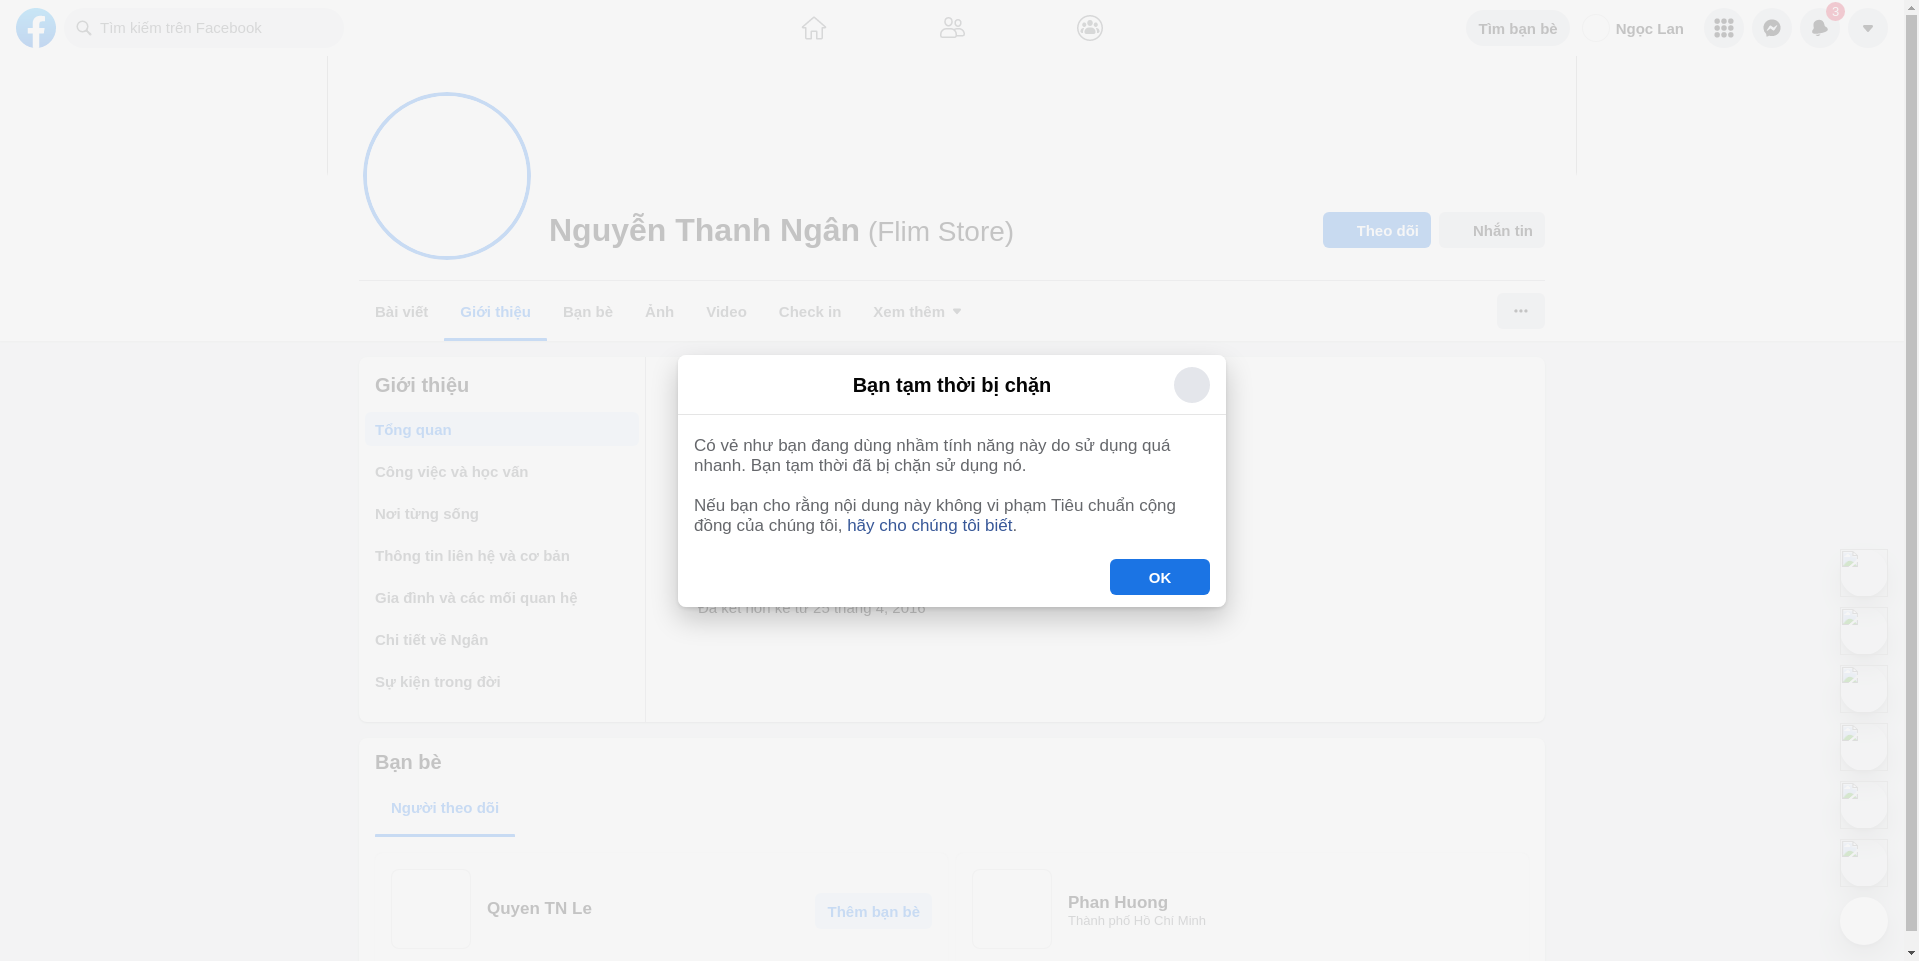 Tìm kiếm trên Facebook
Tìm bạn bè
Ngọc Lan
3
Nguyễn Thanh Ngân (Flim Store)
Theo dõi
Nhắn tin
Bài viết
Giới thiệu
Bạn bè
Ảnh
Video
Check in
Xem thêm
Giới thiệu
Tổng quan
Công việc và học vấn
Nơi từng sống
Thông tin liên hệ và cơ bản
Gia đình và các mối quan hệ
Chi tiết về Ngân
Sự kiện trong đời
Bạn tạm thời bị chặn
Có vẻ như bạn đang dùng nhầm tính năng này do sử dụng quá
nhanh. Bạn tạm thời đã bị chặn sử dụng nó.
Nếu bạn cho rằng nội dung này không vi phạm Tiêu chuẩn cộng
đồng của chúng tôi, hãy cho chúng tôi biết.
OK
Đã kết hôn kể từ 25 tháng 4, 2016
Bạn bè
Người theo dõi
Quyen TN Le
Thêm bạn bè
Phan Huong
Thành phố Hồ Chí Minh